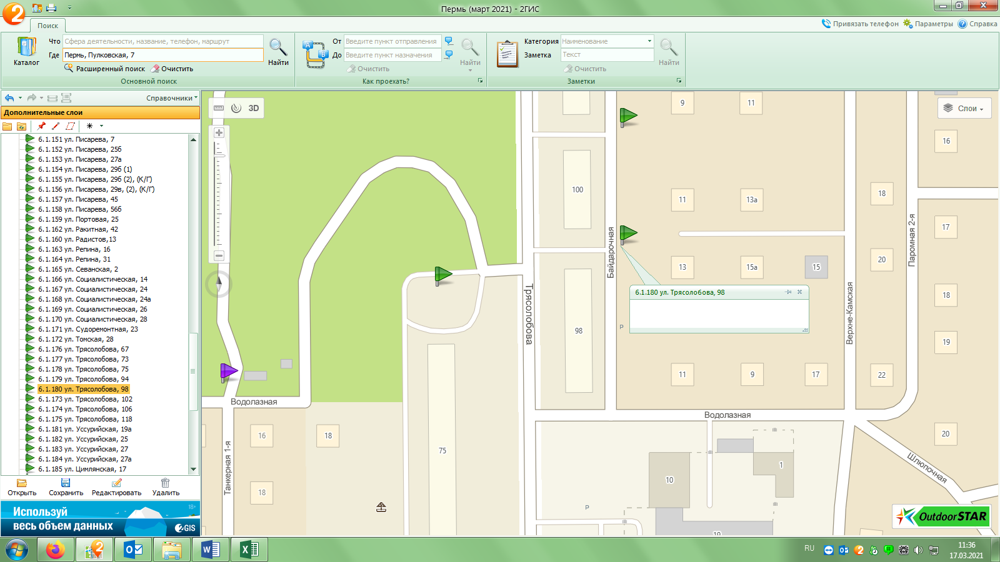 Пермь (март 2021) - 2ГИС
Поиск
Привязать телефон
Параметры
Справка
Каталог
Что
Сфера деятельности, название, телефон, маршрут
Где
Пермь, Пулковская, 7
Расширенный поиск
Очистить
Найти
Основной поиск
От
Введите пункт отправления
До
Введите пункт назначения
Очистить
Найти
Как проехать?
Категория
Наименование
Заметка
Текст
Очистить
Найти
Заметки
Справочники
Дополнительные слои
6.1.151 ул. Писарева, 7
6.1.152 ул. Писарева, 25б
6.1.153 ул. Писарева, 27а
6.1.154 ул. Писарева, 29б (1)
6.1.155 ул. Писарева, 29б (2), (К/Г)
6.1.156 ул. Писарева, 29в, (2), (К/Г)
6.1.157 ул. Писарева, 45
6.1.158 ул. Писарева, 56б
6.1.159 ул. Портовая, 25
6.1.162 ул. Ракитная, 42
6.1.160 ул. Радистов,13
6.1.163 ул. Репина, 16
6.1.164 ул. Репина, 31
6.1.165 ул. Севанская, 2
6.1.166 ул. Социалистическая, 14
6.1.167 ул. Социалистическая, 24
6.1.168 ул. Социалистическая, 24а
6.1.169 ул. Социалистическая, 26
6.1.170 ул. Социалистическая, 28
6.1.171 ул. Судоремонтная, 23
6.1.172 ул. Томская, 28
6.1.176 ул. Трясолобова, 67
6.1.177 ул. Трясолобова, 73
6.1.178 ул. Трясолобова, 75
6.1.179 ул. Трясолобова, 94
6.1.180 ул. Трясолобова, 98
6.1.173 ул. Трясолобова, 102
6.1.174 ул. Трясолобова, 106
6.1.175 ул. Трясолобова, 118
6.1.181 ул. Уссурийская, 19а
6.1.182 ул. Уссурийская, 25
6.1.183 ул. Уссурийская, 27
6.1.184 ул. Уссурийская, 27а
6.1.185 ул. Цимлянская, 17
Открыть
Сохранить
Редактировать
Удалить
Используй
весь объем данных
18+
2GIS
3D
Слои
9
11
16
100
11
13а
18
17
Байдарочная
Паромная 2-я
13
15а
15
20
18
6.1.180 ул. Трясолобова, 98
Трясолобова
98
P
Верхне-Камская
19
11
9
17
22
Водолазная
Водолазная
16
18
75
20
Танкерная 1-я
18
1
10
Шлюпочная
P
19
OutdoorSTAR
RU
11:36
17.03.2021